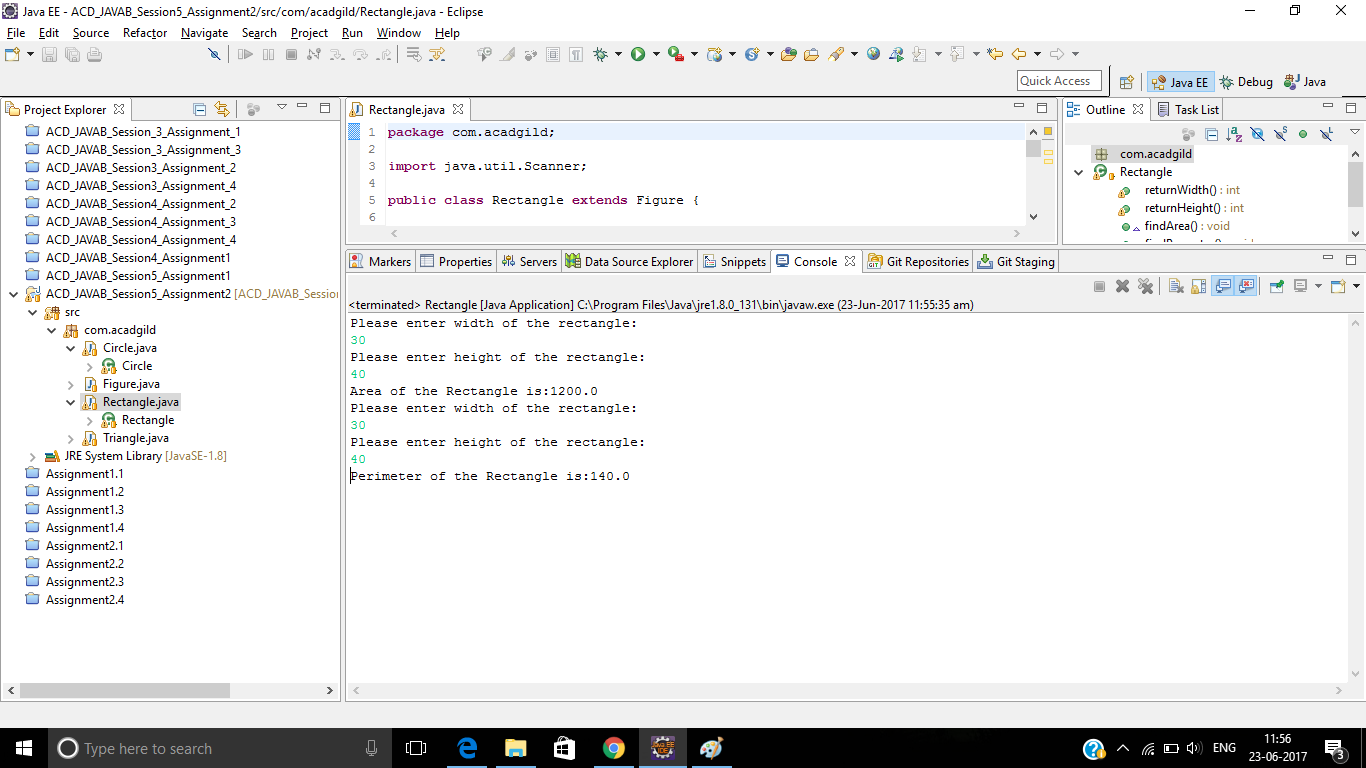 Java EE - ACD_JAVAB_Session5_Assignment2/src/com/acadgild/Rectangle.java - Eclipse
File Edit Source Refactor Navigate Search Project Run Window Help
Quick Access
Java EE
Debug
Java
Project Explorer
ACD_JAVAB_Session_3_Assignment_1
ACD_JAVAB_Session_3_Assignment_3
ACD_JAVAB_Session3_Assignment_2
ACD_JAVAB_Session3_Assignment_4
ACD_JAVAB_Session4_Assignment_2
ACD_JAVAB_Session4_Assignment_3
ACD_JAVAB_Session4_Assignment_4
ACD_JAVAB_Session4_Assignment1
ACD_JAVAB_Session5_Assignment1
ACD_JAVAB_Session5_Assignment2 [ACD_JAVAB_Session
src
com.acadgild
Circle.java
Circle
Figure.java
Rectangle.java
Rectangle
Triangle.java
JRE System Library [JavaSE-1.8]
Assignment1.1
Assignment1.2
Assignment1.3
Assignment1.4
Assignment2.1
Assignment2.2
Assignment2.3
Assignment2.4
Rectangle.java
1 package com.acadgild;
2
3 import java.util.Scanner;
4
5 public class Rectangle extends Figure {
6
Outline Task List
com.acadgild
Rectangle
returnWidth() : int
returnHeight() : int
findArea() : void
Markers Properties Servers Data Source Explorer Snippets Console Git Repositories Git Staging
<terminated> Rectangle [Java Application] C:\Program Files\Java\jre1.8.0_131\bin\javaw.exe (23-Jun-2017 11:55:35 am)
Please enter width of the rectangle:
30
Please enter height of the rectangle:
40
Area of the Rectangle is:1200.0
Please enter width of the rectangle:
30
Please enter height of the rectangle:
40
Perimeter of the Rectangle is:140.0
Type here to search
ENG
11:56
23-06-2017
3